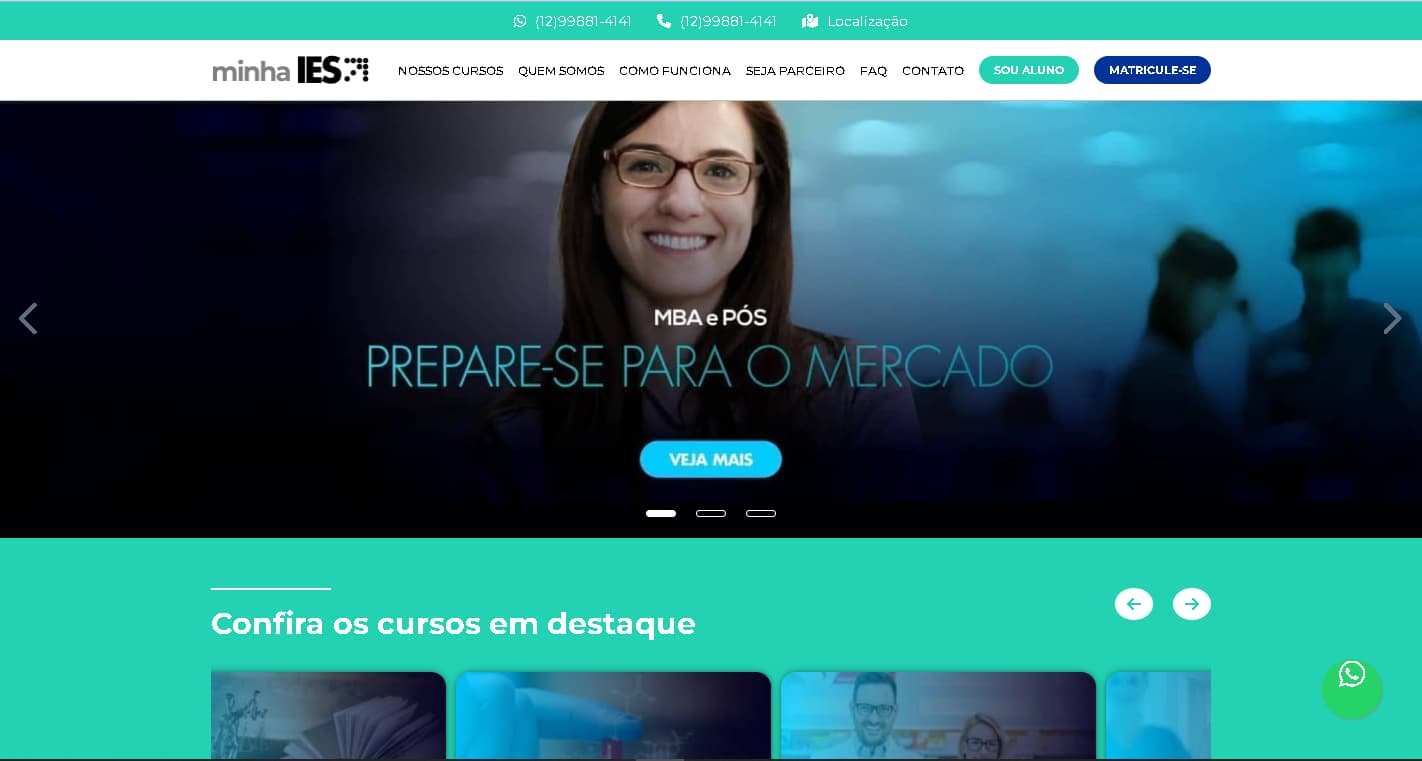 (12)99881-4141 (12)99881-4141 Localização
minha IES NOSSOS CURSOS QUEM SOMOS COMO FUNCIONA SEJA PARCEIRO FAQ CONTATO SOU ALUNO MATRICULE-SE
MBA e PÓS
PREPARE-SE PARA O MERCADO
VEJA MAIS
Confira os cursos em destaque